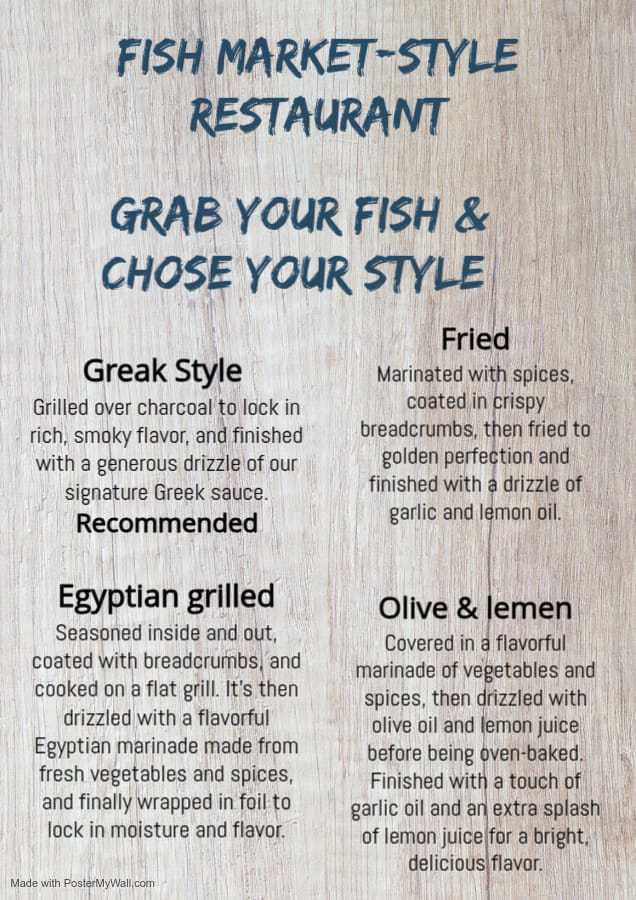 FISH MARKET-STYLE
RESTAURANT
GRAB YOUR FISH &
CHOSE YOUR STYLE
Greak Style
Grilled over charcoal to lock in
rich, smoky flavor, and finished
with a generous drizzle of our
signature Greek sauce.
Recommended
Fried
Marinated with spices,
coated in crispy
breadcrumbs, then fried to
golden perfection and
finished with a drizzle of
garlic and lemon oil.
Egyptian grilled
Seasoned inside and out,
coated with breadcrumbs, and
cooked on a flat grill. It's then
drizzled with a flavorful
Egyptian marinade made from
fresh vegetables and spices,
and finally wrapped in foil to
lock in moisture and flavor.
Olive & lemen
Covered in a flavorful
marinade of vegetables and
spices, then drizzled with
olive oil and lemon juice
before being oven-baked.
Finished with a touch of
garlic oil and an extra splash
of lemon juice for a bright,
delicious flavor.
Made with PosterMyWall.com